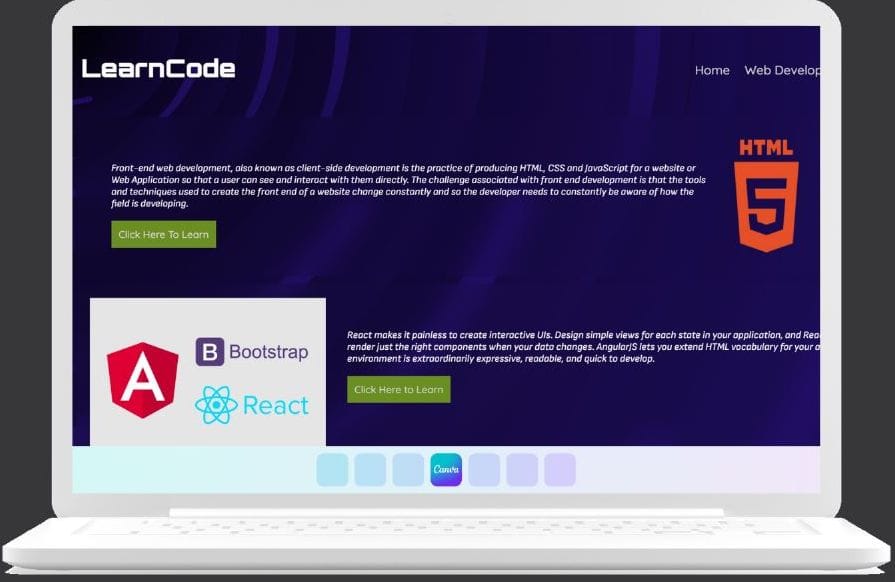 LearnCode
Home Web Develop
HTML
5
Front-end web development, also known as client-side development is the practice of producing HTML, CSS and JavaScript for a website or
Web Application so that a user can see and interact with them directly. The challenge associated with front end development is that the tools
and techniques used to create the front end of a website change constantly and so the developer needs to constantly be aware of how the
field is developing.
Click Here To Learn
A
B Bootstrap
React
React makes it painless to create interactive UIs. Design simple views for each state in your application, and Rea
render just the right components when your data changes. AngularJS lets you extend HTML vocabulary for your a
environment is extraordinarily expressive, readable, and quick to develop.
Click Here to Learn
Canva